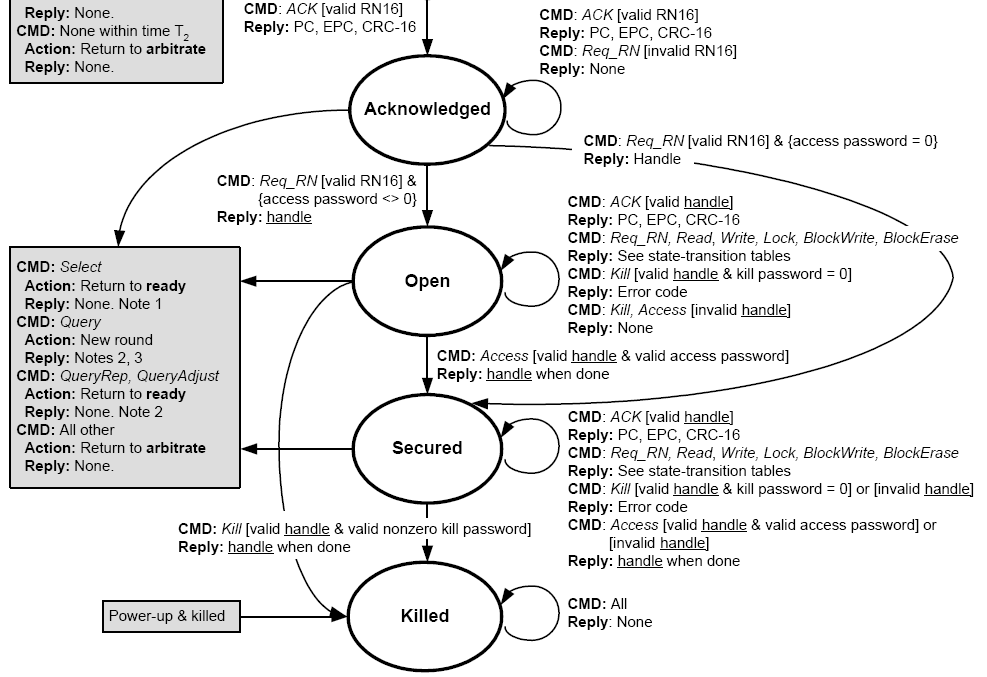 Reply: None.
CMD: None within time T2
Action: Return to arbitrate
Reply: None.
CMD: ACK [valid RN16]
Reply: PC, EPC, CRC-16
CMD: ACK [valid RN16]
Reply: PC, EPC, CRC-16
CMD: Req_RN [invalid RN16]
Reply: None
Acknowledged
CMD: Req_RN [valid RN16] & {access password = 0}
Reply: Handle
CMD: Req_RN [valid RN16] &
{access password <> 0}
Reply: handle
CMD: ACK [valid handle]
Reply: PC, EPC, CRC-16
CMD: Req_RN, Read, Write, Lock, BlockWrite, BlockErase
Reply: See state-transition tables
CMD: Kill [valid handle & kill password = 0]
Reply: Error code
CMD: Kill, Access [invalid handle]
Reply: None
Open
CMD: Select
Action: Return to ready
Reply: None. Note 1
CMD: Query
Action: New round
Reply: Notes 2, 3
CMD: QueryRep, QueryAdjust
Action: Return to ready
Reply: None. Note 2
CMD: All other
Action: Return to arbitrate
Reply: None.
CMD: Access [valid handle & valid access password]
Reply: handle when done
Secured
CMD: ACK [valid handle]
Reply: PC, EPC, CRC-16
CMD: Req_RN, Read, Write, Lock, BlockWrite, BlockErase
Reply: See state-transition tables
CMD: Kill [valid handle & kill password = 0] or [invalid handle]
Reply: Error code
CMD: Access [valid handle & valid access password] or
[invalid handle]
Reply: handle when done
CMD: Kill [valid handle & valid nonzero kill password]
Reply: handle when done
Power-up & killed
Killed
CMD: All
Reply: None